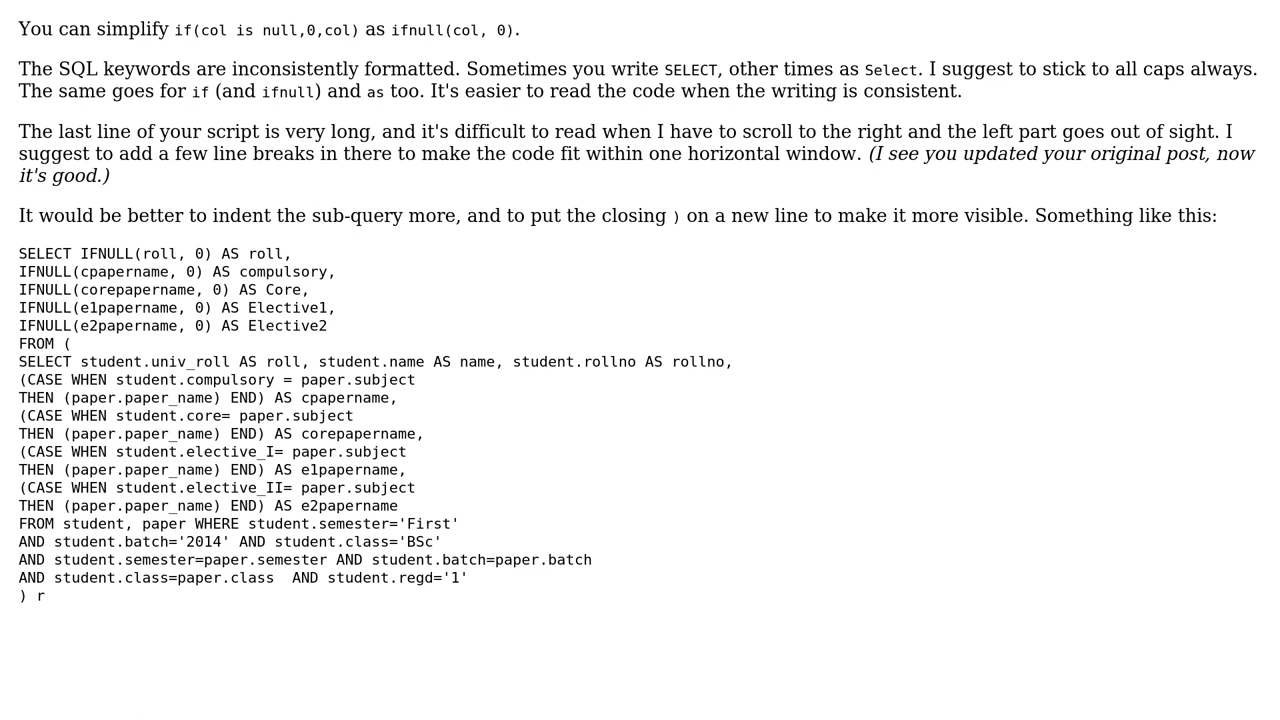 You can simplify if(col is null,0,col) as ifnull(col, 0).
The SQL keywords are inconsistently formatted. Sometimes you write SELECT, other times as Select. I suggest to stick to all caps always.
The same goes for if (and ifnull) and as too. It's easier to read the code when the writing is consistent.
The last line of your script is very long, and it's difficult to read when I have to scroll to the right and the left part goes out of sight. I
suggest to add a few line breaks in there to make the code fit within one horizontal window. (I see you updated your original post, now
it's good.)
It would be better to indent the sub-query more, and to put the closing ) on a new line to make it more visible. Something like this:
SELECT IFNULL(roll, 0) AS roll,
IFNULL(cpapername, 0) AS compulsory,
IFNULL(corepapername, 0) AS Core,
IFNULL(e1papername, 0) AS Elective1,
IFNULL(e2papername, 0) AS Elective2
FROM (
SELECT student.univ_roll AS roll, student.name AS name, student.rollno AS rollno,
(CASE WHEN student.compulsory = paper.subject
THEN (paper.paper_name) END) AS cpapername,
(CASE WHEN student.core= paper.subject
THEN (paper.paper_name) END) AS corepapername,
(CASE WHEN student.elective_I= paper.subject
THEN (paper.paper_name) END) AS e1papername,
(CASE WHEN student.elective_II= paper.subject
THEN (paper.paper_name) END) AS e2papername
FROM student, paper WHERE student.semester='First'
AND student.batch='2014' AND student.class='BSc'
AND student.semester=paper.semester AND student.batch=paper.batch
AND student.class=paper.class  AND student.regd='1'
) r